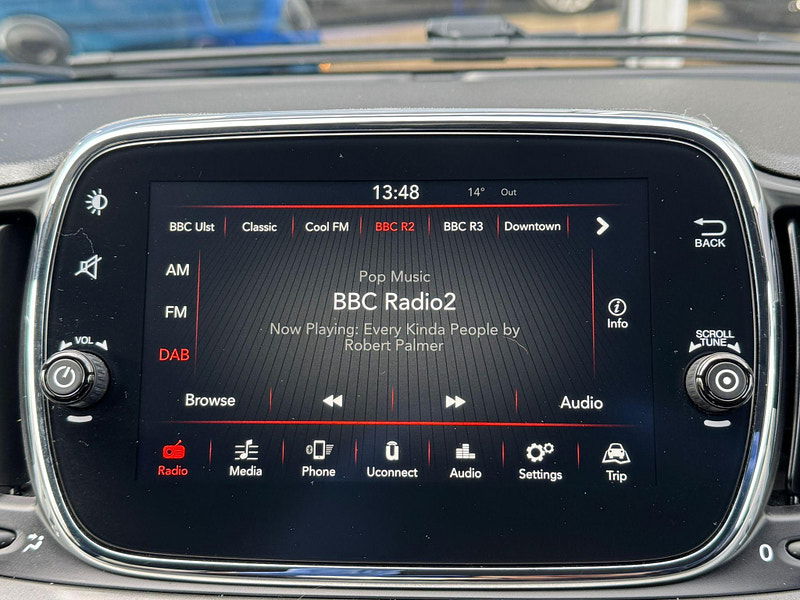 13:48 14° Out
BBC Ulst Classic Cool FM BBC R2 BBC R3 Downtown
BACK
AM
Pop Music
BBC Radio2
FM
Info
Now Playing: Every Kinda People by
Robert Palmer
DAB
VOL
SCROLL
TUNE
Browse Audio
Radio Media Phone Uconnect Audio Settings Trip
0